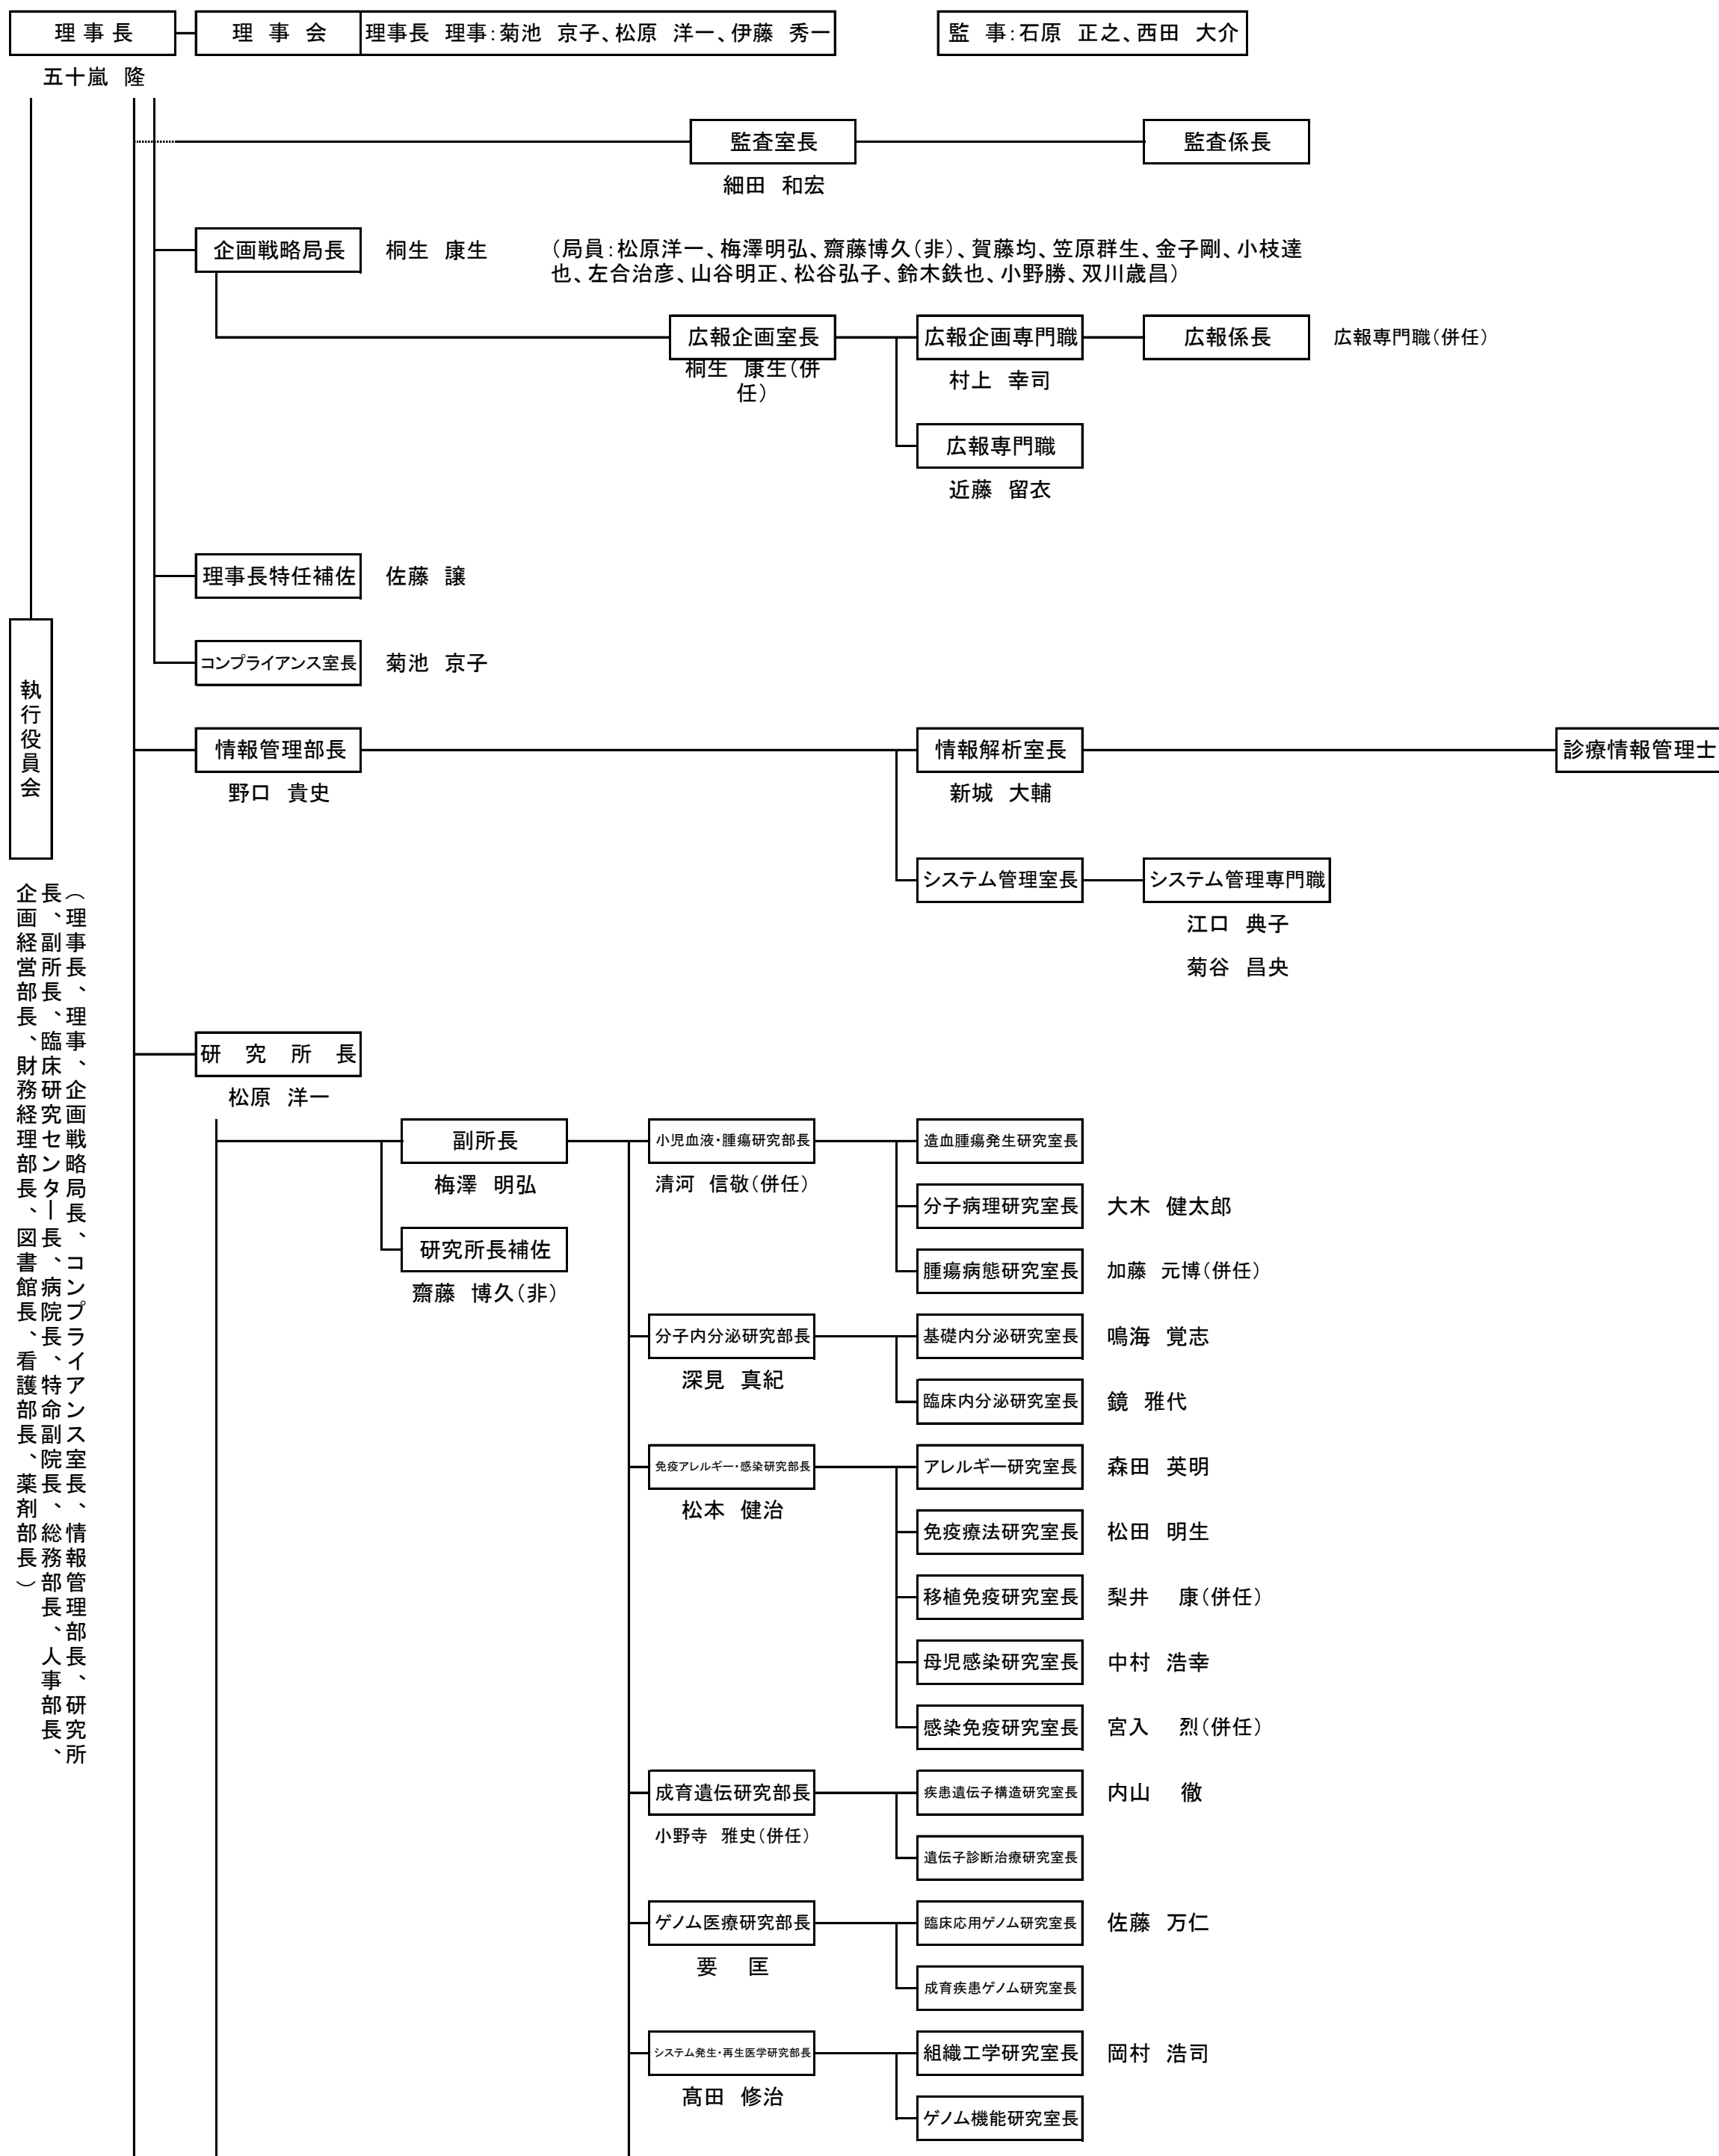 理事長
理　事　会
理事長　理事：菊池　京子、松原　洋一、伊藤　秀一
監　事：石原　正之、西田　大介
五十嵐　隆
監査室長
監査係長
細田　和宏
企画戦略局長
桐生　康生
（局員：松原洋一、梅澤明弘、齋藤博久（非）、賀藤均、笠原群生、金子剛、小枝達
也、左合治彦、山谷明正、松谷弘子、鈴木鉄也、小野勝、双川歳昌）
広報企画室長
広報企画専門職
広報係長
広報専門職（併任）
桐生　康生（併
任）
村上　幸司
広報専門職
近藤　留衣
理事長特任補佐
佐藤　譲
コンプライアンス室長
菊池　京子
執行役員会
（理事長、理事、企画戦略局長、コンプライアンス室長、情報管理部長、研究所
長、副所長、臨床研究センター長、病院長、特命副院長、総務部長、人事部長、
企画経営部長、財務経理部長、図書館長、看護部長、薬剤部長）
情報管理部長
情報解析室長
診療情報管理士
野口　貴史
新城　大輔
システム管理室長
システム管理専門職
江口　典子
菊谷　昌央
研　究　所　長
松原　洋一
副所長
小児血液・腫瘍研究部長
造血腫瘍発生研究室長
梅澤　明弘
清河　信敬（併任）
分子病理研究室長
大木　健太郎
研究所長補佐
腫瘍病態研究室長
加藤　元博（併任）
齋藤　博久（非）
分子内分泌研究部長
基礎内分泌研究室長
鳴海　覚志
深見　真紀
臨床内分泌研究室長
鏡　雅代
免疫アレルギー・感染研究部長
アレルギー研究室長
森田　英明
松本　健治
免疫療法研究室長
松田　明生
移植免疫研究室長
梨井　康（併任）
母児感染研究室長
中村　浩幸
感染免疫研究室長
宮入　烈（併任）
成育遺伝研究部長
疾患遺伝子構造研究室長
内山　徹
小野寺　雅史（併任）
遺伝子診断治療研究室長
ゲノム医療研究部長
臨床応用ゲノム研究室長
佐藤　万仁
要　匡
成育疾患ゲノム研究室長
システム発生・再生医学研究部長
組織工学研究室長
岡村　浩司
髙田　修治
ゲノム機能研究室長